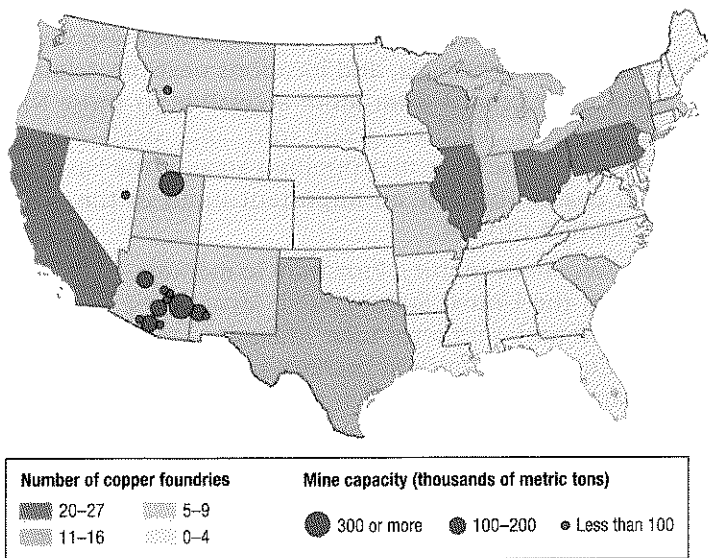 Number of copper foundries
20–27
5–9
11–16
0–4
Mine capacity (thousands of metric tons)
300 or more
100–200
Less than 100